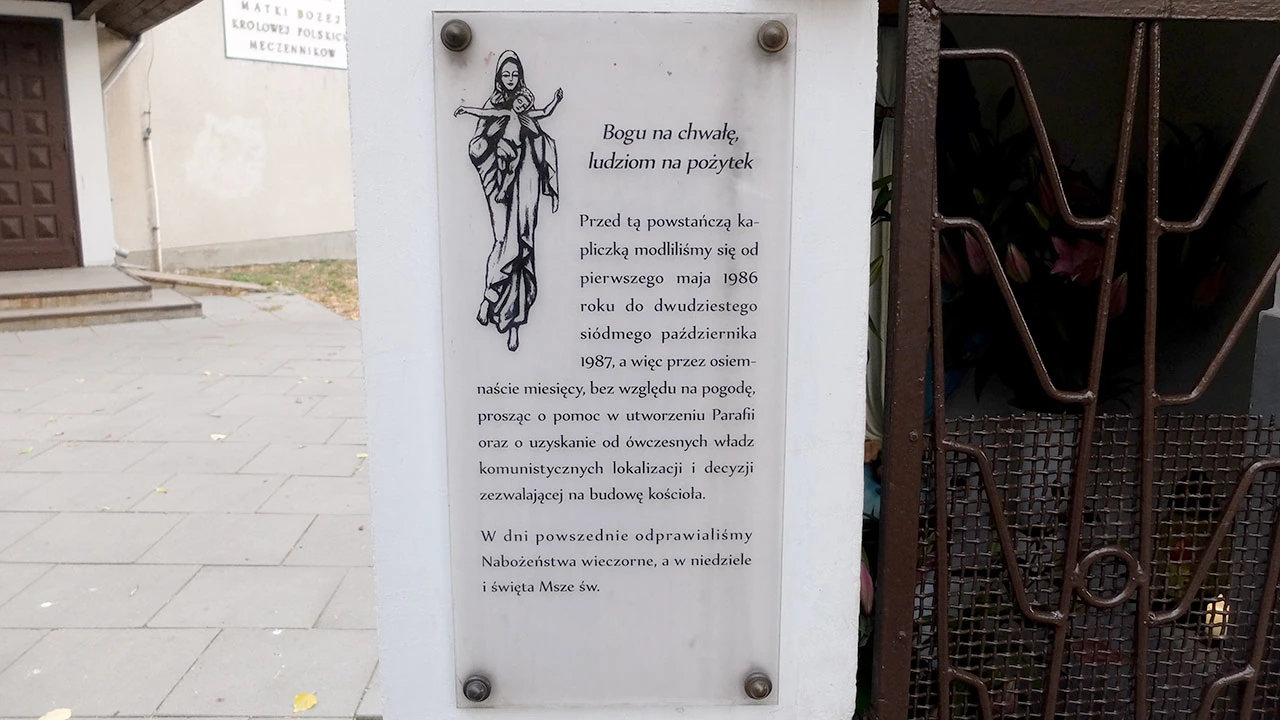 MATKI BOŻEJ
KRÓLOWEJ POLSKICH
MĘCZENNIKÓW
Bogu na chwałę,
ludziom na pożytek
Przed tą powstańczą ka-
pliczką modliliśmy się od
pierwszego maja 1986
roku do dwudziestego
siódmego października
1987, a więc przez osiem-
naście miesięcy, bez względu na pogodę,
prosząc o pomoc w utworzeniu Parafii
oraz o uzyskanie od ówczesnych władz
komunistycznych lokalizacji i decyzji
zezwalającej na budowę kościoła.
W dni powszednie odprawialiśmy
Nabożeństwa wieczorne, a w niedziele
i święta Msze św.